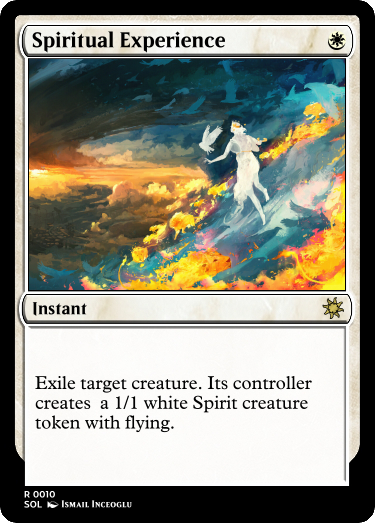 Spiritual Experience
Instant
Exile target creature. Its controller
creates  a 1/1 white Spirit creature
token with flying.
R 0010
SOL Ismail Inceoglu